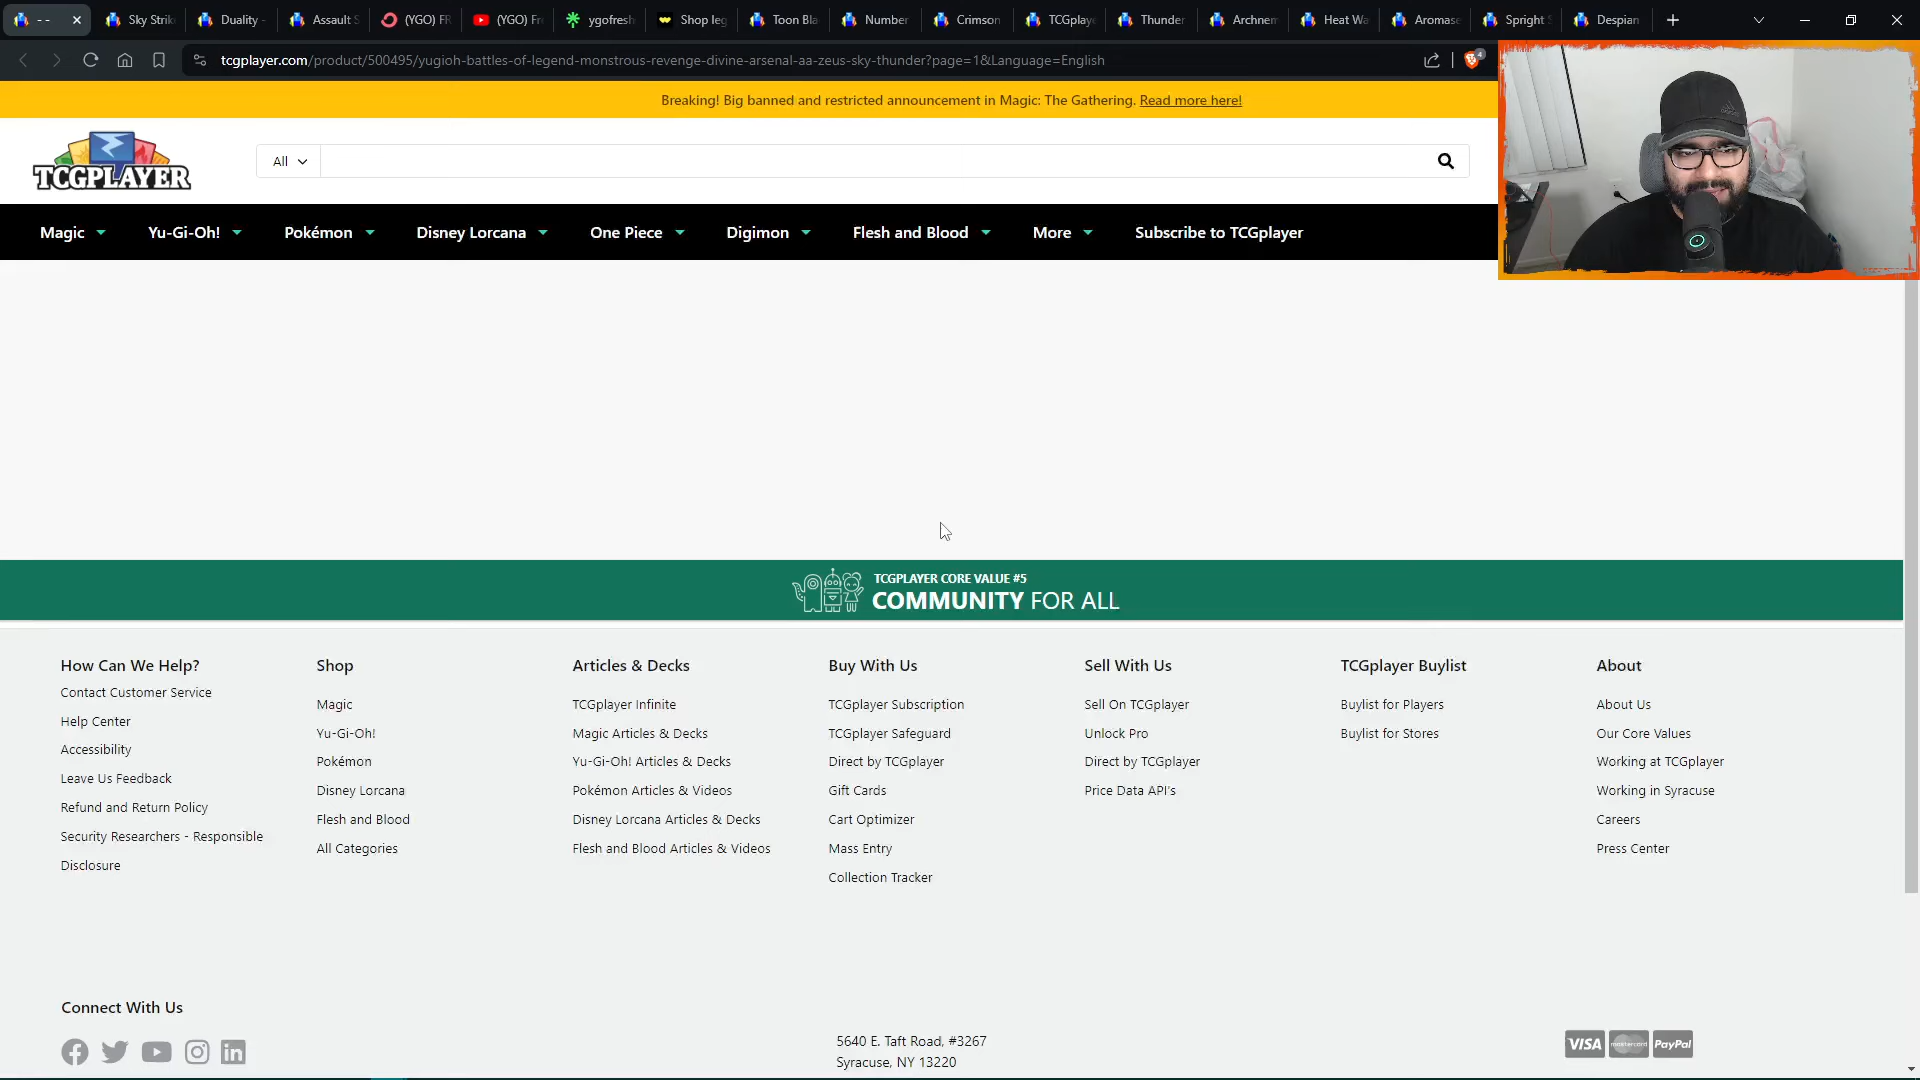 - -
Sky Strik
Duality -
Assault S
(YGO) FR
(YGO) Fre
ygofresh
Shop leg
Toon Bla
Number
Crimson
TCGplaye
Thunder
Archnem
Heat Wa
Aromase
Spright S
Despian
tcgplayer.com/product/500495/yugioh-battles-of-legend-monstrous-revenge-divine-arsenal-aa-zeus-sky-thunder?page=1&Language=English
4
Breaking! Big banned and restricted announcement in Magic: The Gathering. Read more here!
TCGPLAYER
All
Magic
Yu-Gi-Oh!
Pokémon
Disney Lorcana
One Piece
Digimon
Flesh and Blood
More
Subscribe to TCGplayer
TCGPLAYER CORE VALUE #5
COMMUNITY FOR ALL
How Can We Help?
Contact Customer Service
Help Center
Accessibility
Leave Us Feedback
Refund and Return Policy
Security Researchers - Responsible
Disclosure
Shop
Magic
Yu-Gi-Oh!
Pokémon
Disney Lorcana
Flesh and Blood
All Categories
Articles & Decks
TCGplayer Infinite
Magic Articles & Decks
Yu-Gi-Oh! Articles & Decks
Pokémon Articles & Videos
Disney Lorcana Articles & Decks
Flesh and Blood Articles & Videos
Buy With Us
TCGplayer Subscription
TCGplayer Safeguard
Direct by TCGplayer
Gift Cards
Cart Optimizer
Mass Entry
Collection Tracker
Sell With Us
Sell On TCGplayer
Unlock Pro
Direct by TCGplayer
Price Data API's
TCGplayer Buylist
Buylist for Players
Buylist for Stores
About
About Us
Our Core Values
Working at TCGplayer
Working in Syracuse
Careers
Press Center
Connect With Us
5640 E. Taft Road, #3267
Syracuse, NY 13220
VISA
mastercard
PayPal